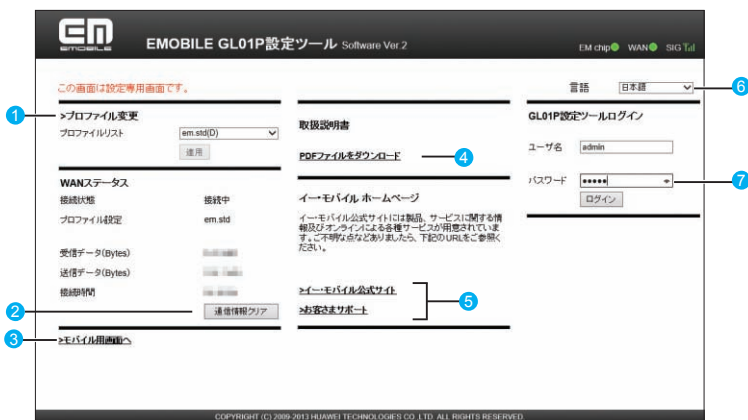 EM
EMOBILE
EMOBILE GL01P設定ツール Software Ver.2
EM chip WAN SIG
この画面は設定専用画面です。
言語 日本語
6
1
>プロファイル変更
プロファイルリスト em.std(D)
適用
WANステータス
接続状態 接続中
プロファイル設定 em.std
受信データ(Bytes)
送信データ(Bytes)
接続時間
2
通信情報クリア
3
>モバイル用画面へ
取扱説明書
PDFファイルをダウンロード
4
イー・モバイル ホームページ
イー・モバイル公式サイトには製品、サービスに関する情
報及びオンラインによる各種サービスが用意されていま
す。ご不明な点などありましたら、下記のURLをご参照く
ださい。
>イー・モバイル公式サイト
>お客さまサポート
5
GL01P設定ツールログイン
ユーザ名 admin
パスワード •••••
7
ログイン
COPYRIGHT (C) 2009-2013 HUAWEI TECHNOLOGIES CO.,LTD. ALL RIGHTS RESERVED.